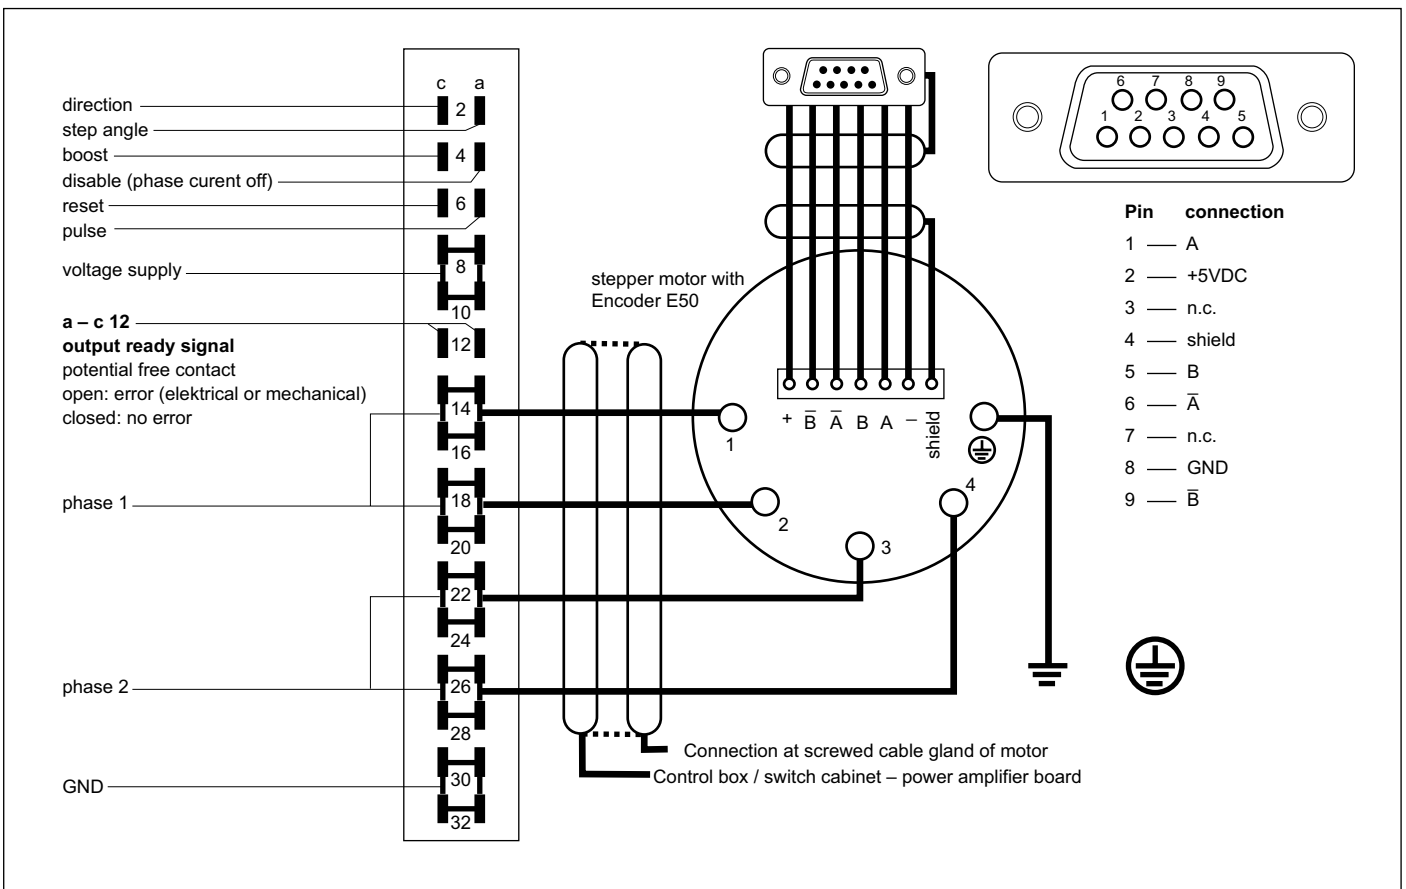 c a
direction
2
step angle
boost
4
disable (phase curent off)
reset
6
pulse
voltage supply
8
10
a – c 12
12
output ready signal
potential free contact
open: error (elektrical or mechanical)
closed: no error
14
16
phase 1
18
20
22
24
phase 2
26
28
GND
30
32
stepper motor with
Encoder E50
+ B̅ A̅ B A – shield
1
2
3
4
Connection at screwed cable gland of motor
Control box / switch cabinet – power amplifier board
6 7 8 9
1 2 3 4 5
Pin connection
1 — A
2 — +5VDC
3 — n.c.
4 — shield
5 — B
6 — A̅
7 — n.c.
8 — GND
9 — B̅